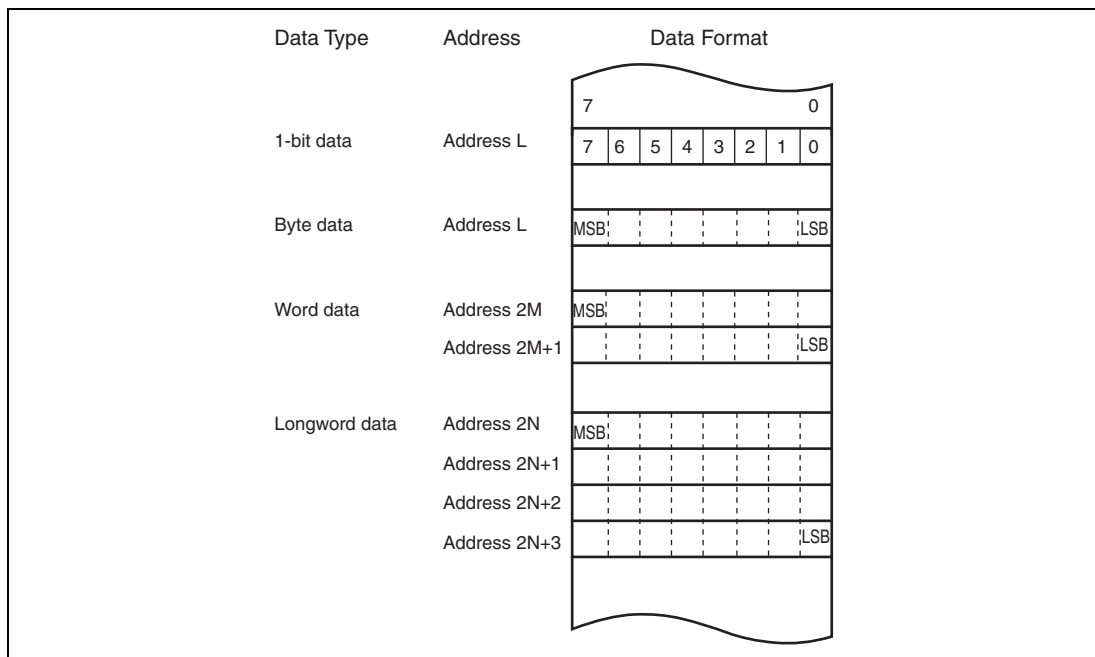 Data Type Address Data Format
7 0
1-bit data Address L 7 6 5 4 3 2 1 0
Byte data Address L MSB LSB
Word data Address 2M MSB
Address 2M+1 LSB
Longword data Address 2N MSB
Address 2N+1
Address 2N+2
Address 2N+3 LSB